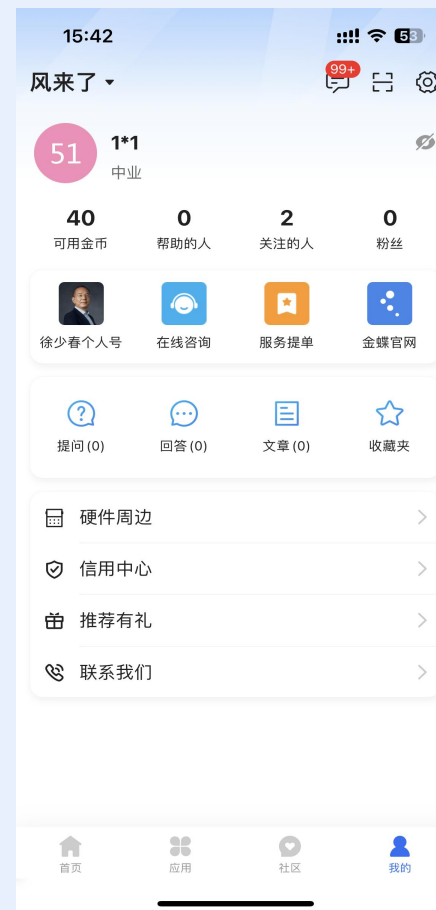 15:42
53
风来了
99+
51
1*1
中业
40 0 2 0
可用金币 帮助的人 关注的人 粉丝
徐少春个人号 在线咨询 服务提单 金蝶官网
提问(0) 回答(0) 文章(0) 收藏夹
硬件周边
信用中心
推荐有礼
联系我们
首页 应用 社区 我的